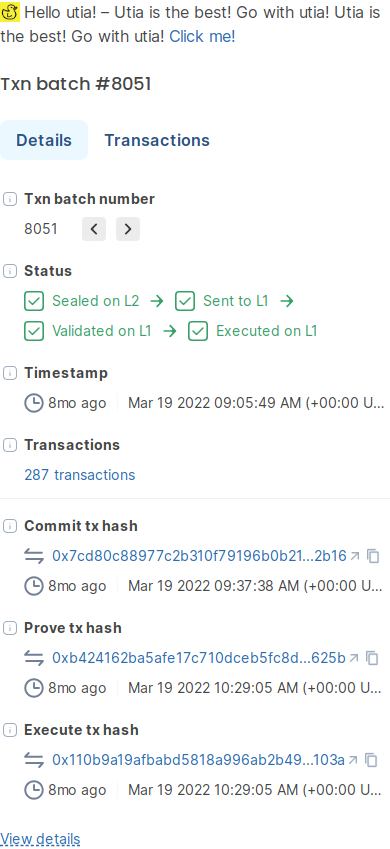 Hello utia! – Utia is the best! Go with utia! Utia is
the best! Go with utia! Click me!
Txn batch #8051
Details Transactions
Txn batch number
8051
Status
Sealed on L2 → Sent to L1 →
Validated on L1 → Executed on L1
Timestamp
8mo ago Mar 19 2022 09:05:49 AM (+00:00 U...
Transactions
287 transactions
Commit tx hash
0x7cd80c88977c2b310f79196b0b21...2b16
8mo ago Mar 19 2022 09:37:38 AM (+00:00 U...
Prove tx hash
0xb424162ba5afe17c710dceb5fc8d...625b
8mo ago Mar 19 2022 10:29:05 AM (+00:00 U...
Execute tx hash
0x110b9a19afbabd5818a996ab2b49...103a
8mo ago Mar 19 2022 10:29:05 AM (+00:00 U...
View details